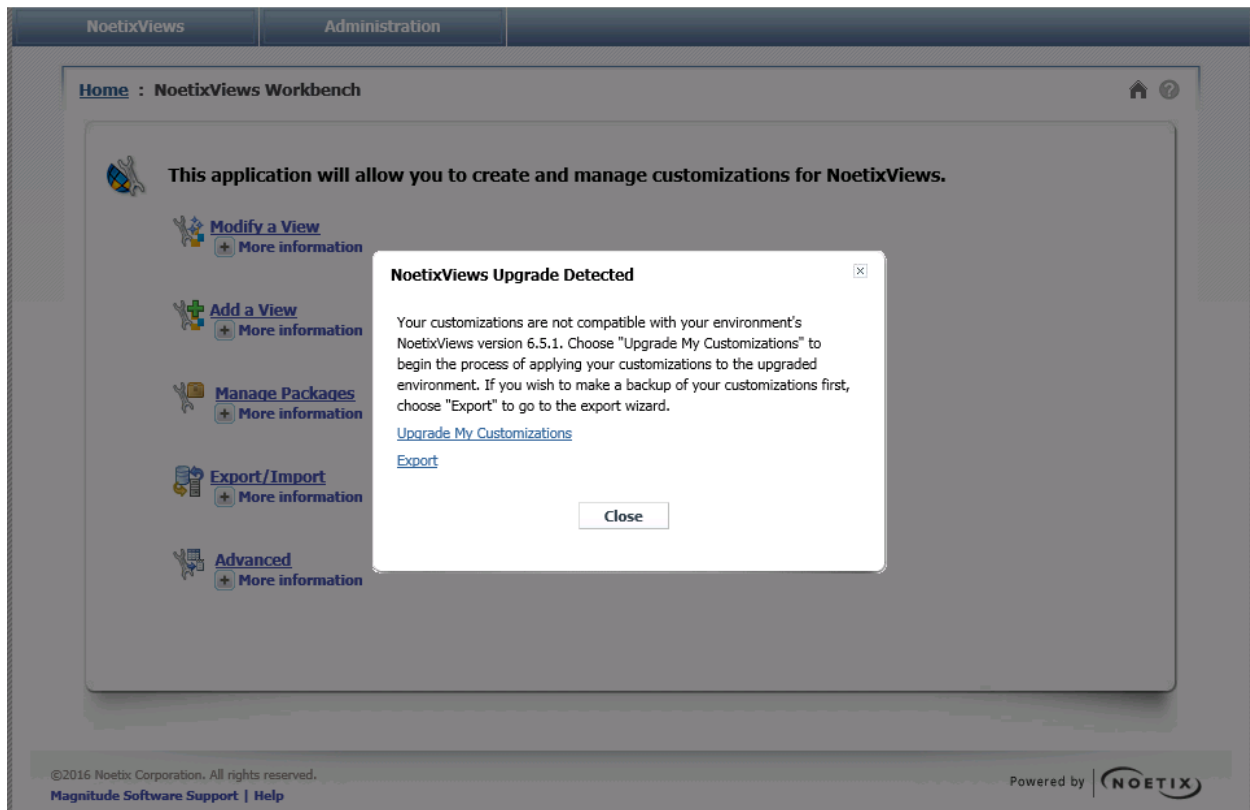 NoetixViews Administration
Home : NoetixViews Workbench
This application will allow you to create and manage customizations for NoetixViews.
Modify a View
More information
Add a View
More information
Manage Packages
More information
Export/Import
More information
Advanced
More information
NoetixViews Upgrade Detected
Your customizations are not compatible with your environment's
NoetixViews version 6.5.1. Choose "Upgrade My Customizations" to
begin the process of applying your customizations to the upgraded
environment. If you wish to make a backup of your customizations first,
choose "Export" to go to the export wizard.
Upgrade My Customizations
Export
Close
©2016 Noetix Corporation. All rights reserved.
Magnitude Software Support | Help
Powered by NOETIX